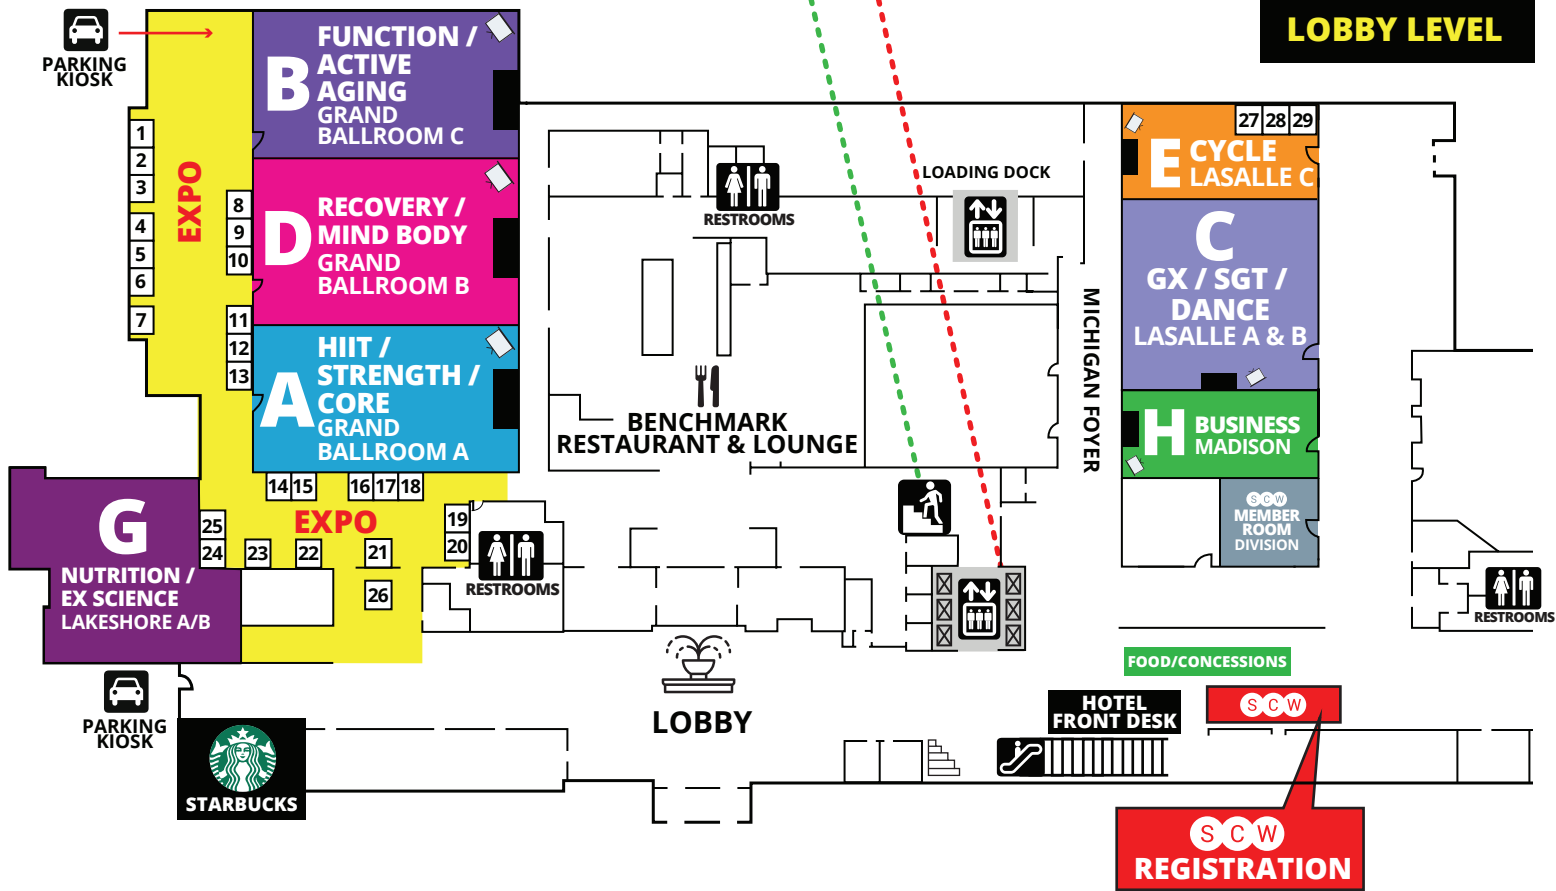 LOBBY LEVEL
PARKING
KIOSK
B
FUNCTION /
ACTIVE
AGING
GRAND
BALLROOM C
1
2
3
4
5
6
7
EXPO
8
9
10
11
12
13
D
RECOVERY /
MIND BODY
GRAND
BALLROOM B
A
HIIT /
STRENGTH /
CORE
GRAND
BALLROOM A
RESTROOMS
LOADING DOCK
BENCHMARK
RESTAURANT & LOUNGE
MICHIGAN FOYER
27 28 29
E
CYCLE
LASALLE C
C
GX / SGT /
DANCE
LASALLE A & B
H
BUSINESS
MADISON
SCW
MEMBER
ROOM
DIVISION
14 15 16 17 18
EXPO
19
20
25
24 23 22 21
26
RESTROOMS
G
NUTRITION /
EX SCIENCE
LAKESHORE A/B
RESTROOMS
PARKING
KIOSK
STARBUCKS
LOBBY
FOOD/CONCESSIONS
HOTEL
FRONT DESK
SCW
SCW
REGISTRATION